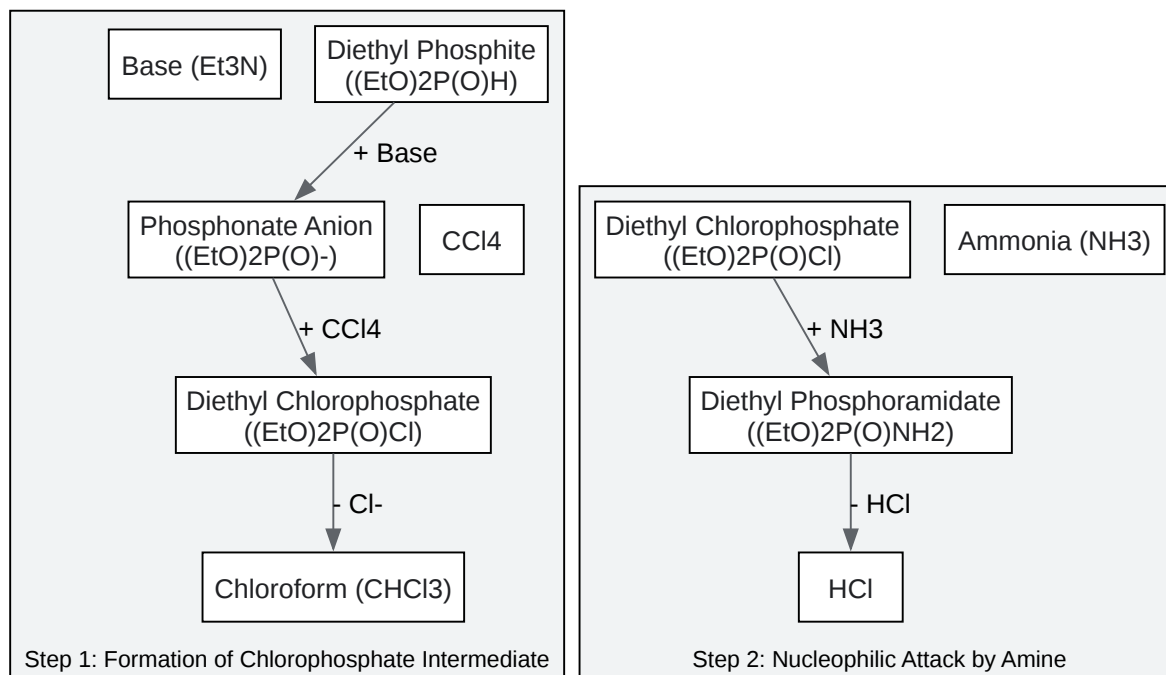 Base (Et3N)
Diethyl Phosphite
((EtO)2P(O)H)
+ Base
Phosphonate Anion
((EtO)2P(O)-)
CCl4
+ CCl4
Diethyl Chlorophosphate
((EtO)2P(O)Cl)
- Cl-
Chloroform (CHCl3)
Step 1: Formation of Chlorophosphate Intermediate
Diethyl Chlorophosphate
((EtO)2P(O)Cl)
Ammonia (NH3)
+ NH3
Diethyl Phosphoramidate
((EtO)2P(O)NH2)
- HCl
HCl
Step 2: Nucleophilic Attack by Amine